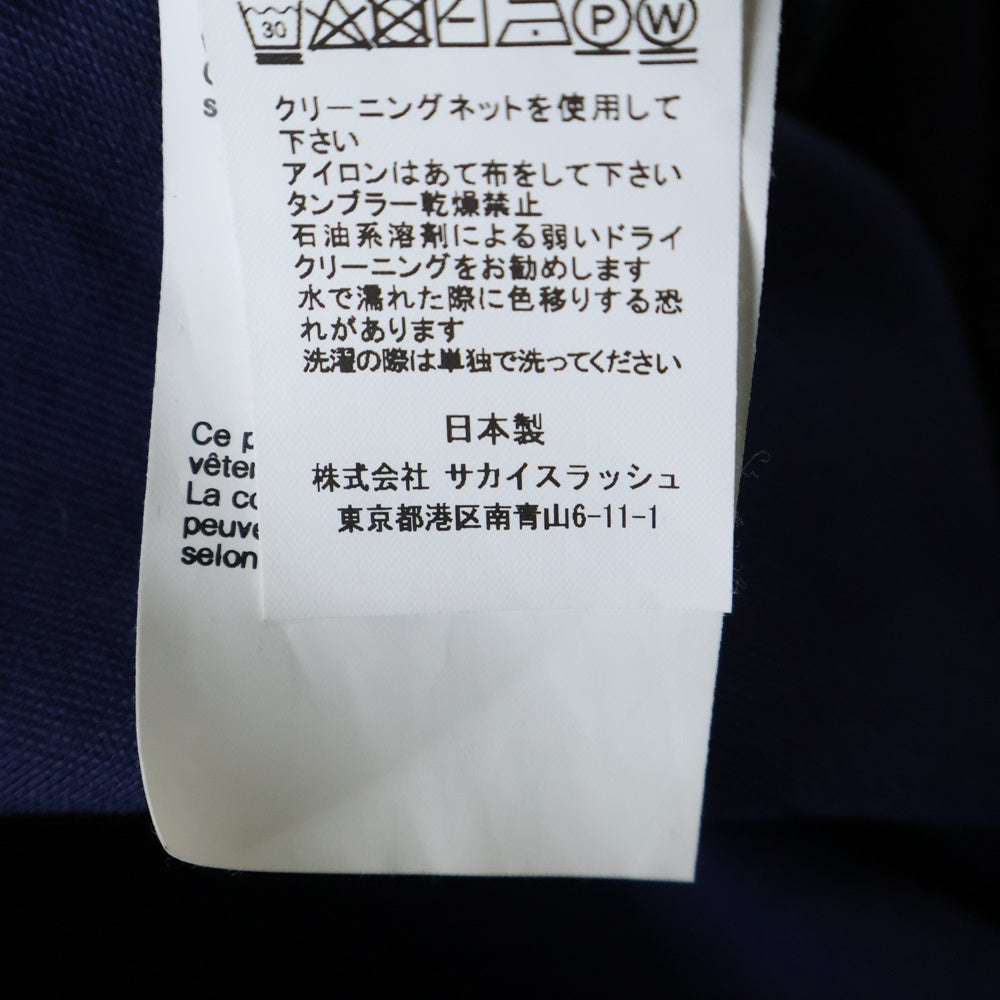 30
P
W
s
クリーニングネットを使用して
下さい
アイロンはあて布をして下さい
タンブラー乾燥禁止
石油系溶剤による弱いドライ
クリーニングをお勧めします
水で濡れた際に色移りする恐
れがあります
洗濯の際は単独で洗ってください
日本製
株式会社 サカイスラッシュ
東京都港区南青山6-11-1
Ce p
vête
La co
peuve
selon